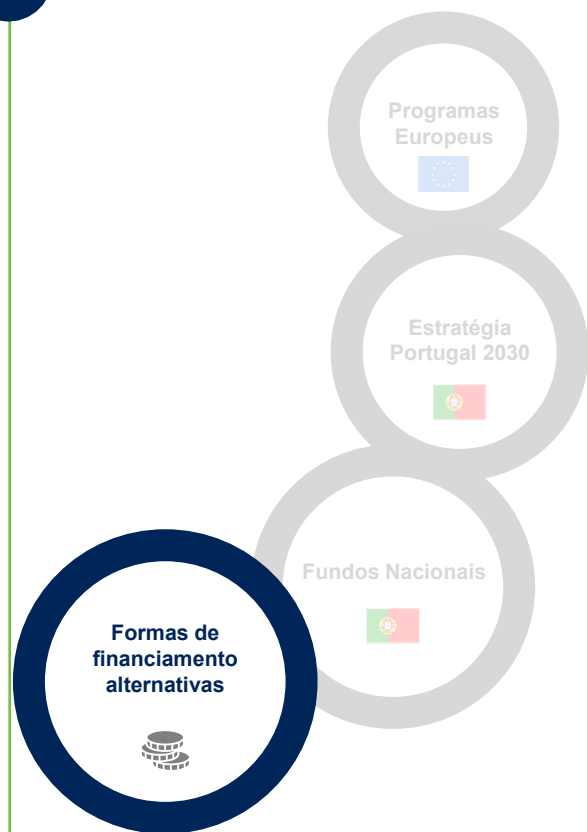 Programas
Europeus
Estratégia
Portugal 2030
Fundos Nacionais
Formas de
financiamento
alternativas